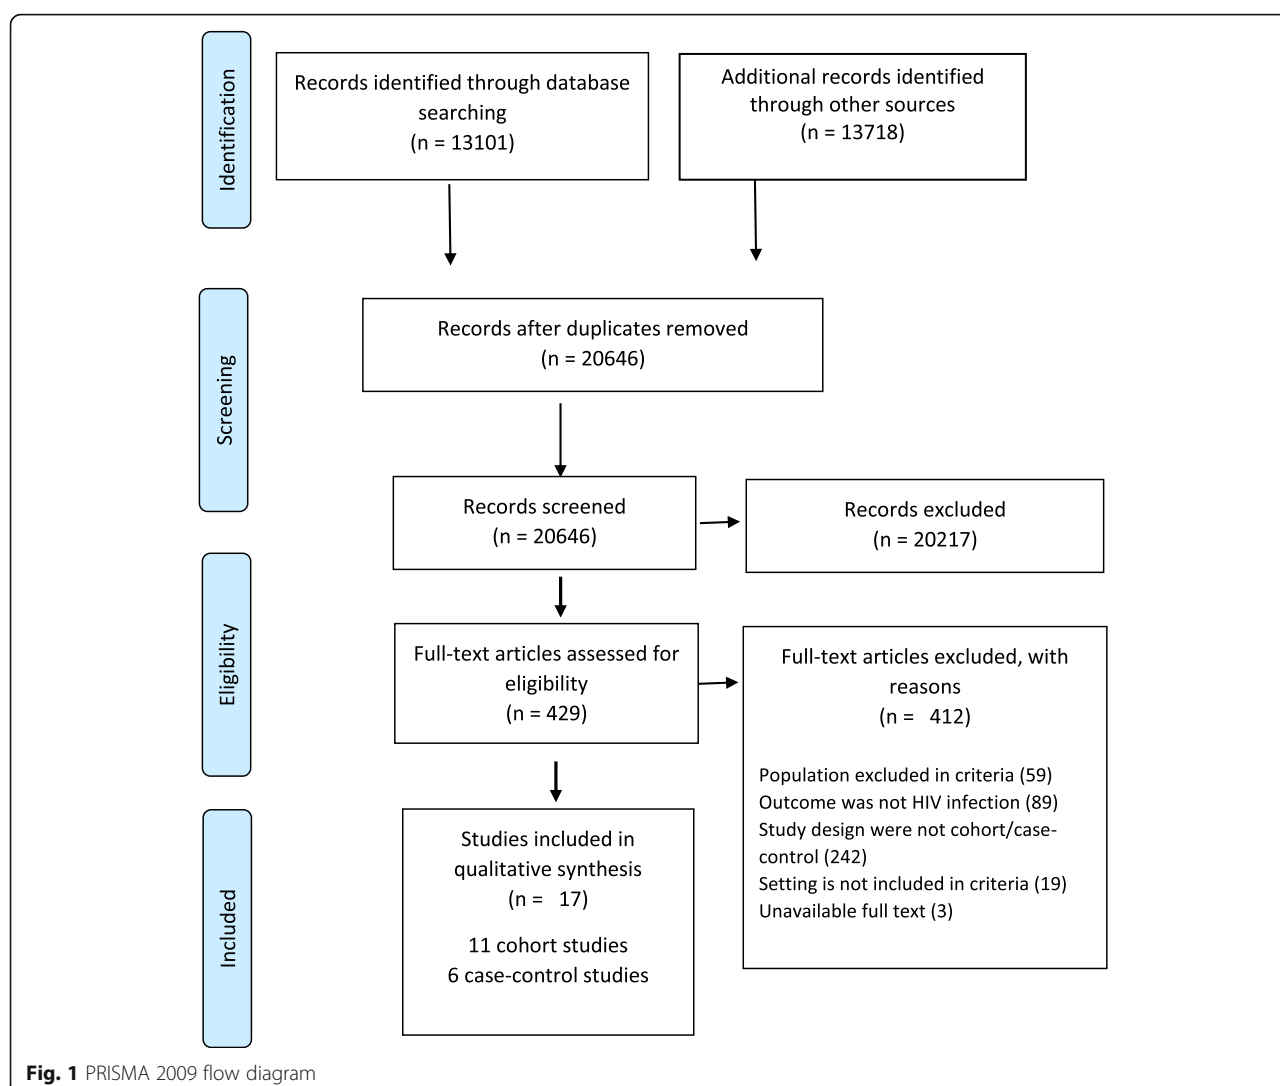 Identification
Records identified through database
searching
(n = 13101)
Additional records identified
through other sources
(n = 13718)
Screening
Records after duplicates removed
(n = 20646)
Records screened
(n = 20646)
Records excluded
(n = 20217)
Eligibility
Full-text articles assessed for
eligibility
(n = 429)
Full-text articles excluded, with
reasons
(n = 412)
Population excluded in criteria (59)
Outcome was not HIV infection (89)
Study design were not cohort/case-
control (242)
Setting is not included in criteria (19)
Unavailable full text (3)
Included
Studies included in
qualitative synthesis
(n = 17)
11 cohort studies
6 case-control studies
Fig. 1 PRISMA 2009 flow diagram